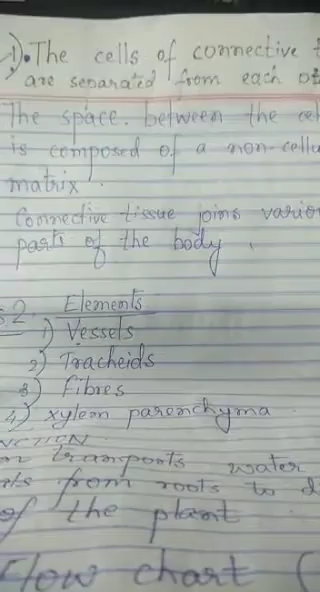 1). The cells of connective
are separated from each
The space between the
is composed of a non-
matrix.
Connective tissue joins
parts of the body.
2. Elements
1) Vessels
2) Tracheids
3) Fibres
4) xylem parenchyma
transports water
from roots to
of the plant
Flow chart (